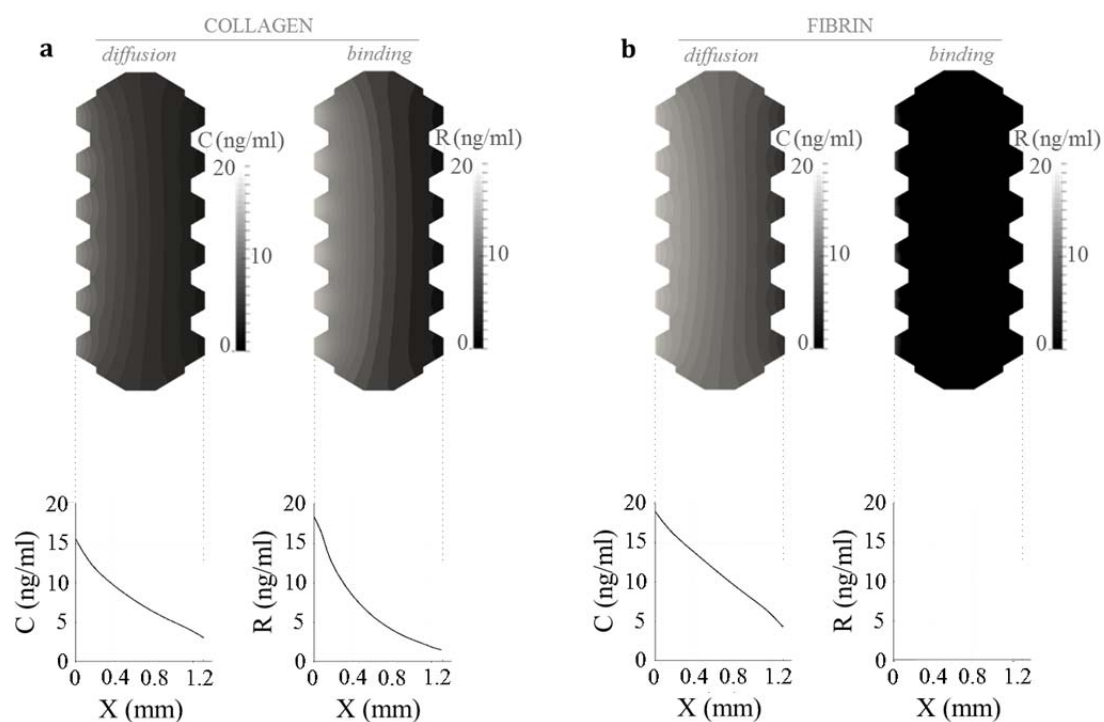 a
COLLAGEN
diffusion
binding
C (ng/ml)
20
10
0
R (ng/ml)
20
10
0
b
FIBRIN
diffusion
binding
C (ng/ml)
20
10
0
R (ng/ml)
20
10
0
C (ng/ml)
20
15
10
5
0
0 0.4 0.8 1.2
X (mm)
R (ng/ml)
20
15
10
5
0
0 0.4 0.8 1.2
X (mm)
C (ng/ml)
20
15
10
5
0
0 0.4 0.8 1.2
X (mm)
R (ng/ml)
20
15
10
5
0
0 0.4 0.8 1.2
X (mm)